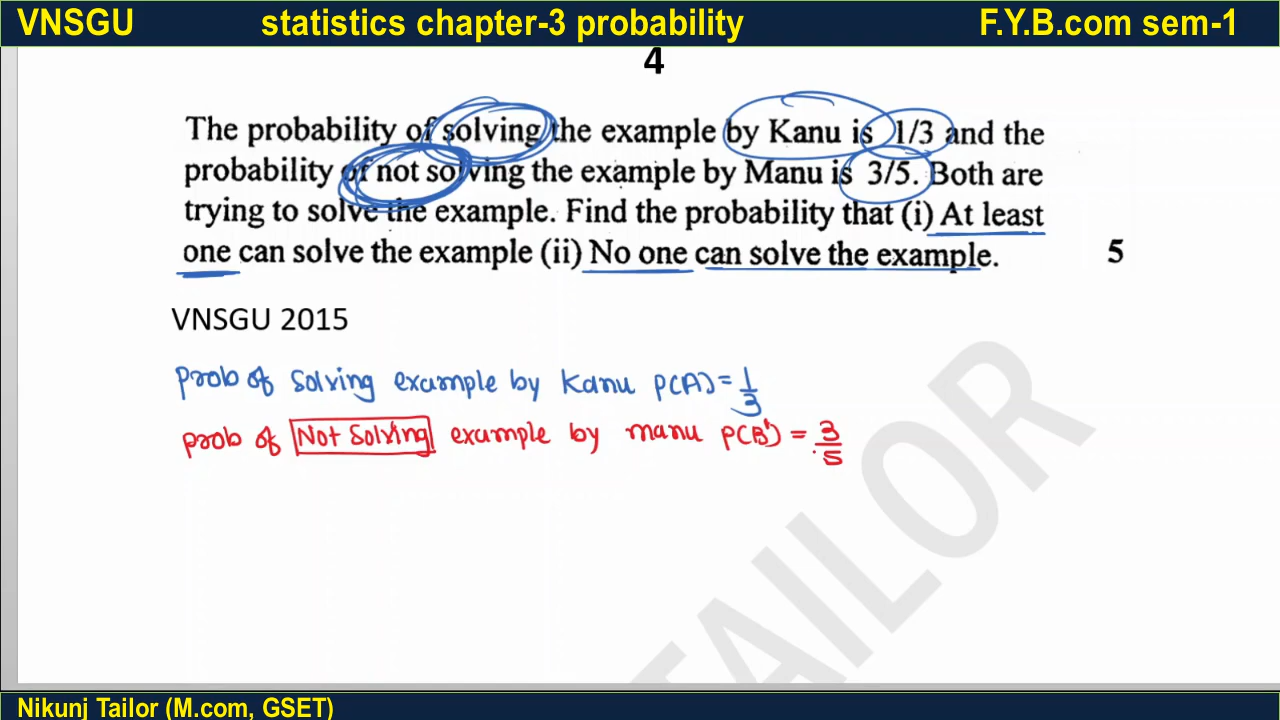 VNSGU statistics chapter-3 probability F.Y.B.com sem-1
4
The probability of solving the example by Kanu is 1/3 and the
probability of not solving the example by Manu is 3/5. Both are
trying to solve the example. Find the probability that (i) At least
one can solve the example (ii) No one can solve the example. 5
VNSGU 2015
prob of solving example by Kanu P(A) = 1/3
prob of Not Solving example by manu P(B') = 3/5
TAILOR
Nikunj Tailor (M.com, GSET)